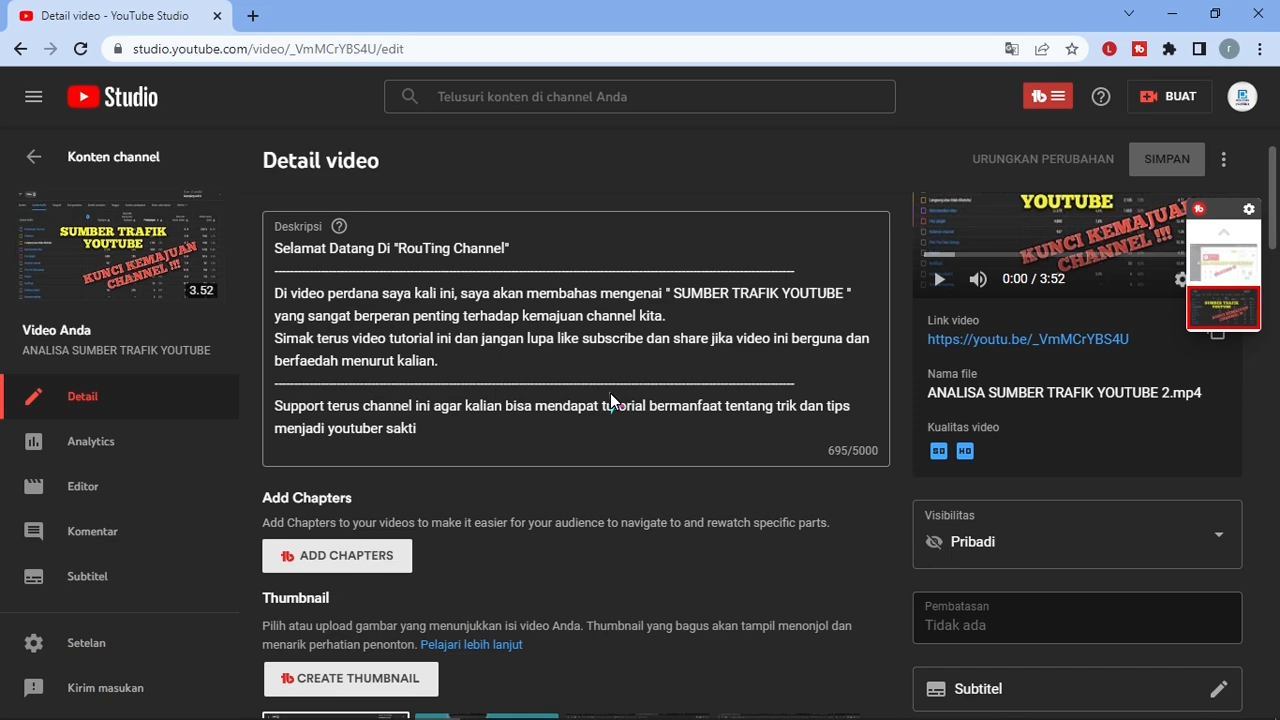 Detail video - YouTube Studio
studio.youtube.com/video/_VmMCrYBS4U/edit
L
r
Studio
Telusuri konten di channel Anda
tb
BUAT
Konten channel
Detail video
URUNGKAN PERUBAHAN
SIMPAN
SUMBER TRAFIK
YOUTUBE
KUNCI KEMAJUAN
CHANNEL !!!
3.52
Video Anda
ANALISA SUMBER TRAFIK YOUTUBE
Detail
Analytics
Editor
Komentar
Subtitel
Setelan
Kirim masukan
Deskripsi
Selamat Datang Di "RouTing Channel"
Di video perdana saya kali ini, saya akan membahas mengenai " SUMBER TRAFIK YOUTUBE "
yang sangat berperan penting terhadap kemajuan channel kita.
Simak terus video tutorial ini dan jangan lupa like subscribe dan share jika video ini berguna dan
berfaedah menurut kalian.
Support terus channel ini agar kalian bisa mendapat tutorial bermanfaat tentang trik dan tips
menjadi youtuber sakti
695/5000
Add Chapters
Add Chapters to your videos to make it easier for your audience to navigate to and rewatch specific parts.
tb ADD CHAPTERS
Thumbnail
Pilih atau upload gambar yang menunjukkan isi video Anda. Thumbnail yang bagus akan tampil menonjol dan
menarik perhatian penonton. Pelajari lebih lanjut
tb CREATE THUMBNAIL
YOUTUBE
KUNCI KEMAJUAN
CHANNEL !!!
0:00 / 3:52
Link video
https://youtu.be/_VmMCrYBS4U
Nama file
ANALISA SUMBER TRAFIK YOUTUBE 2.mp4
Kualitas video
SD HD
Visibilitas
Pribadi
Pembatasan
Tidak ada
Subtitel